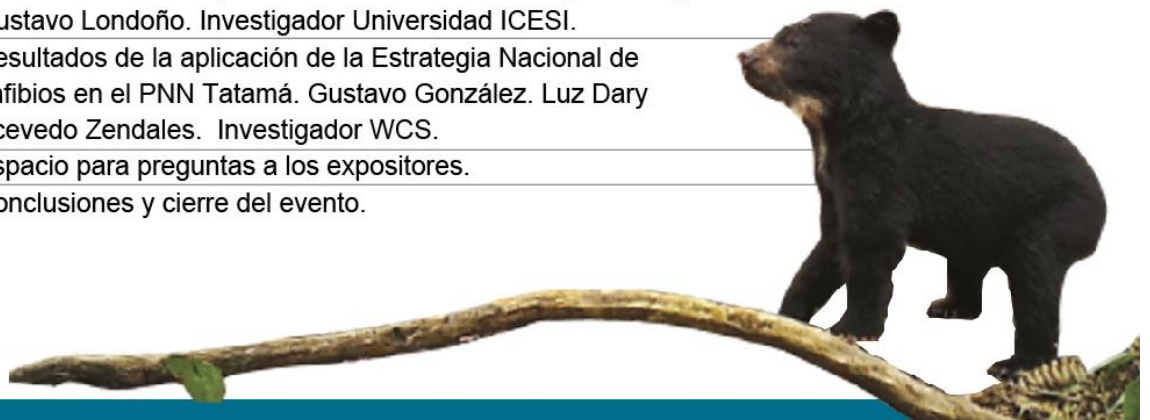 ustavo Londoño. Investigador Universidad ICESI.
esultados de la aplicación de la Estrategia Nacional de
nfibios en el PNN Tatamá. Gustavo González. Luz Dary
cevedo Zendales.  Investigador WCS.
spacio para preguntas a los expositores.
onclusiones y cierre del evento.